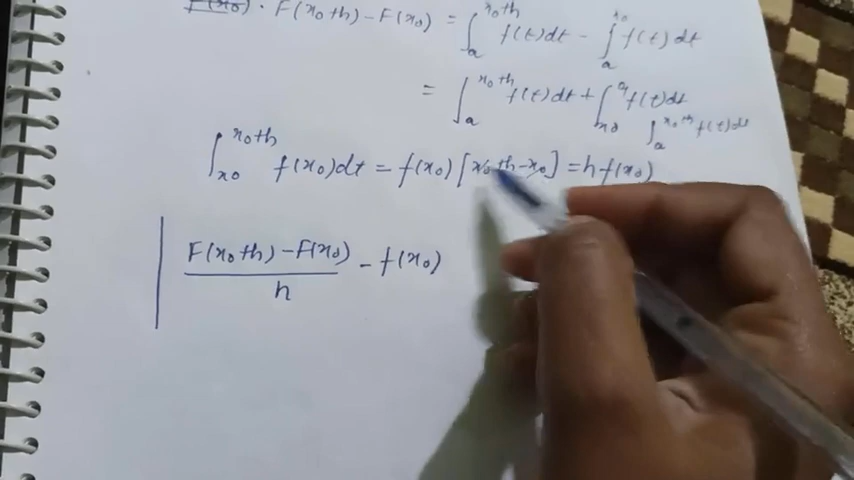 F(x₀). F(x₀+h) - F(x₀) = ∫ₐ^{x₀+h} f(t)dt - ∫ₐ^{x₀} f(t)dt
= ∫ₐ^{x₀+h} f(t)dt + ∫_{x₀}^{a} f(t)dt
∫ₐ^{x₀+h} f(t)dt
∫_{x₀}^{x₀+h} f(x₀)dt = f(x₀)[x₀+h-x₀] = hf(x₀)
| F(x₀+h) - F(x₀) / h - f(x₀)